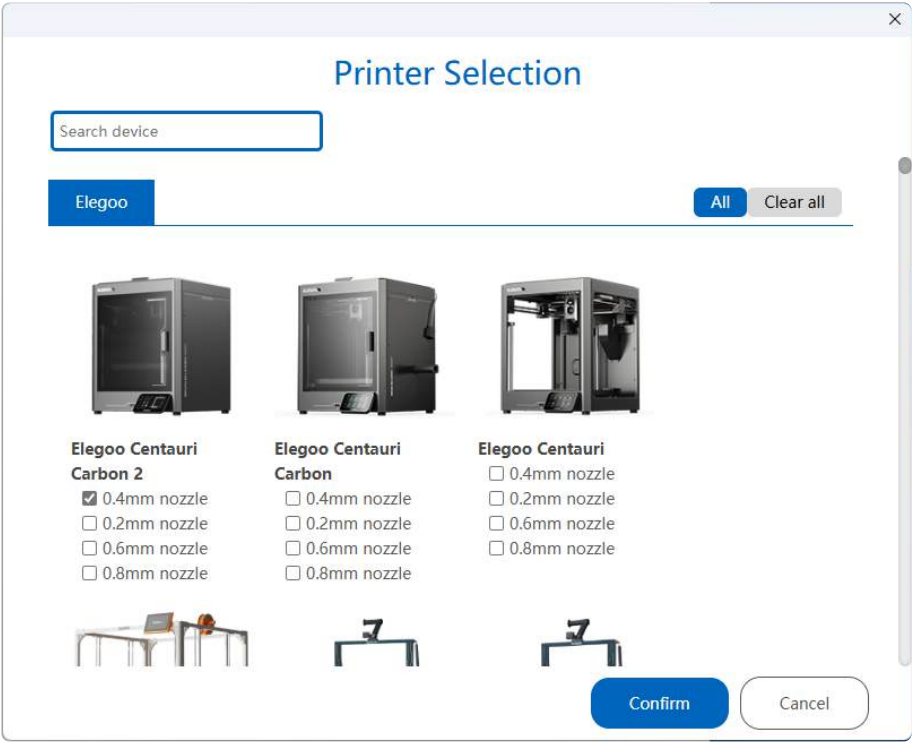 Printer Selection
Search device
Elegoo
All
Clear all
Elegoo Centauri
Carbon 2
0.4mm nozzle
0.2mm nozzle
0.6mm nozzle
0.8mm nozzle
Elegoo Centauri
Carbon
0.4mm nozzle
0.2mm nozzle
0.6mm nozzle
0.8mm nozzle
Elegoo Centauri
0.4mm nozzle
0.2mm nozzle
0.6mm nozzle
0.8mm nozzle
Confirm
Cancel